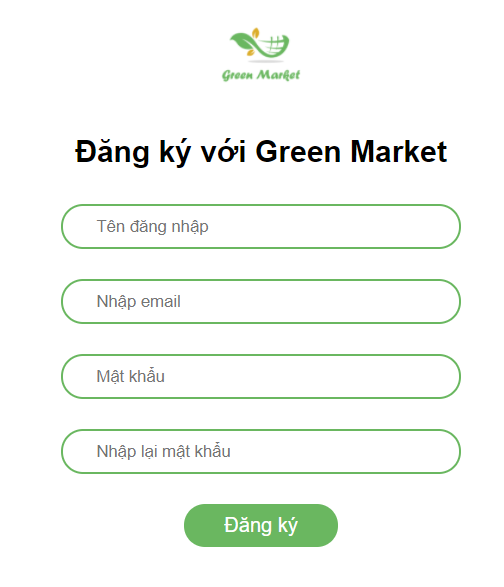 Green Market
Đăng ký với Green Market
Tên đăng nhập
Nhập email
Mật khẩu
Nhập lại mật khẩu
Đăng ký